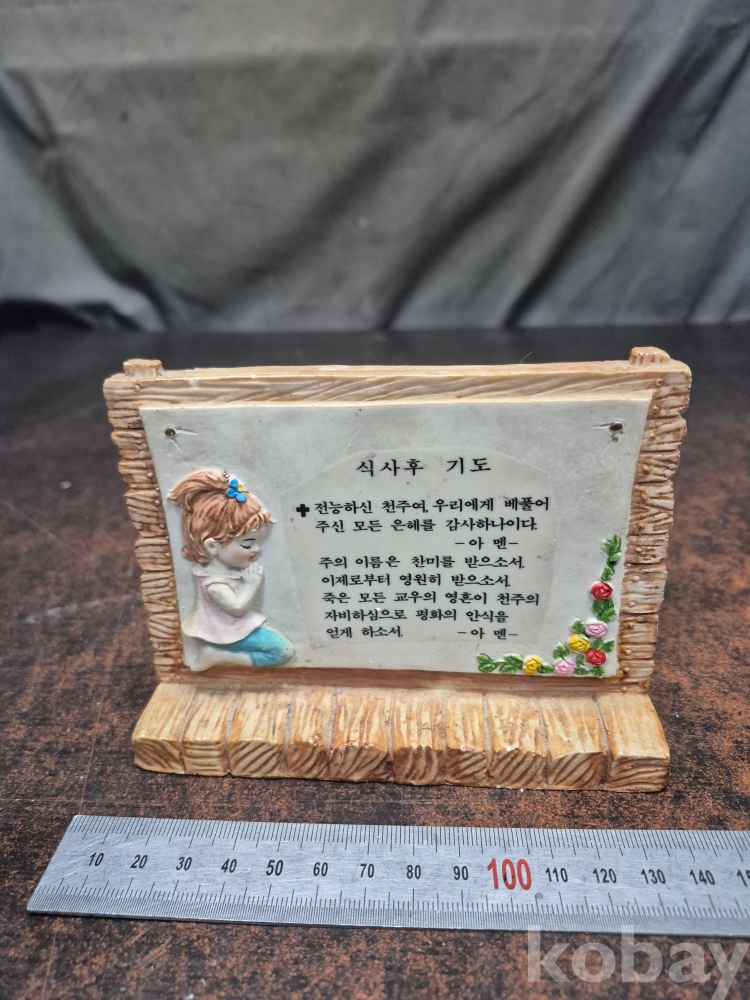 식사후 기도
✚ 전능하신 천주여, 우리에게 베풀어
주신 모든 은혜를 감사하나이다.
-아 멘-
주의 이름은 찬미를 받으소서.
이제로부터 영원히 받으소서.
죽은 모든 교우의 영혼이 천주의
자비하심으로 평화의 안식을
얻게 하소서. -아 멘-
10 20 30 40 50 60 70 80 90 100 110 120 130 140
kobay